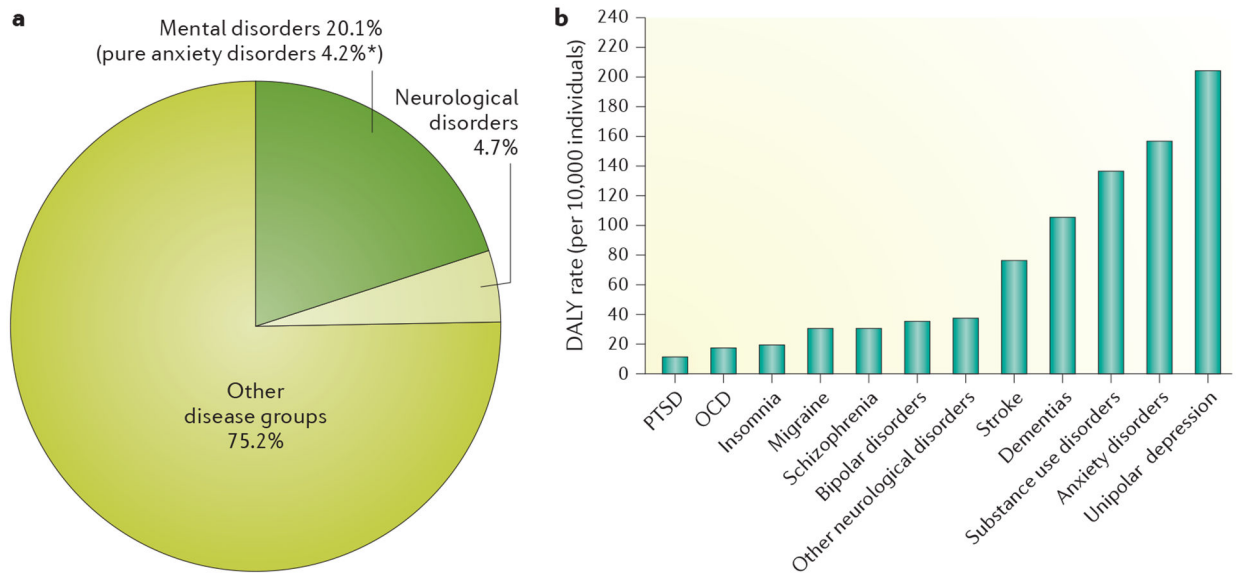 a
Mental disorders 20.1%
(pure anxiety disorders 4.2%*)
Neurological
disorders
4.7%
Other
disease groups
75.2%
b
DALY rate (per 10,000 individuals)
240
220
200
180
160
140
120
100
80
60
40
20
0
PTSD
OCD
Insomnia
Migraine
Schizophrenia
Bipolar disorders
Other neurological disorders
Stroke
Dementias
Substance use disorders
Anxiety disorders
Unipolar depression